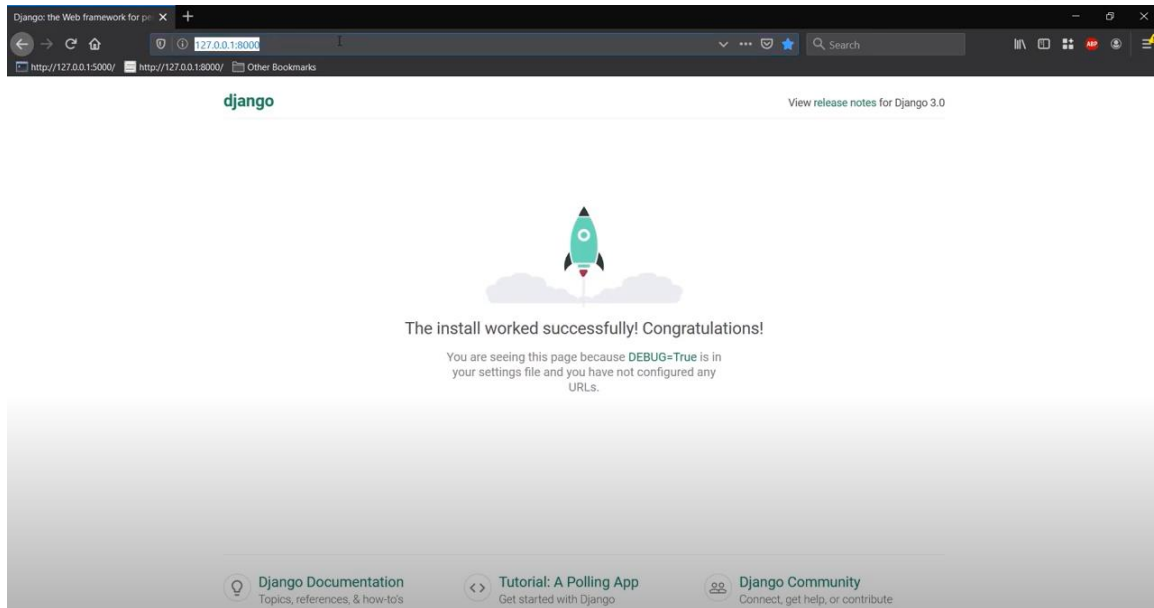 Django: the Web framework for pe
127.0.0.1:8000
Search
http://127.0.0.1:5000/ http://127.0.0.1:8000/ Other Bookmarks
django
View release notes for Django 3.0
The install worked successfully! Congratulations!
You are seeing this page because DEBUG=True is in
your settings file and you have not configured any
URLs.
Django Documentation
Topics, references, & how-to's
Tutorial: A Polling App
Get started with Django
Django Community
Connect, get help, or contribute
ABP